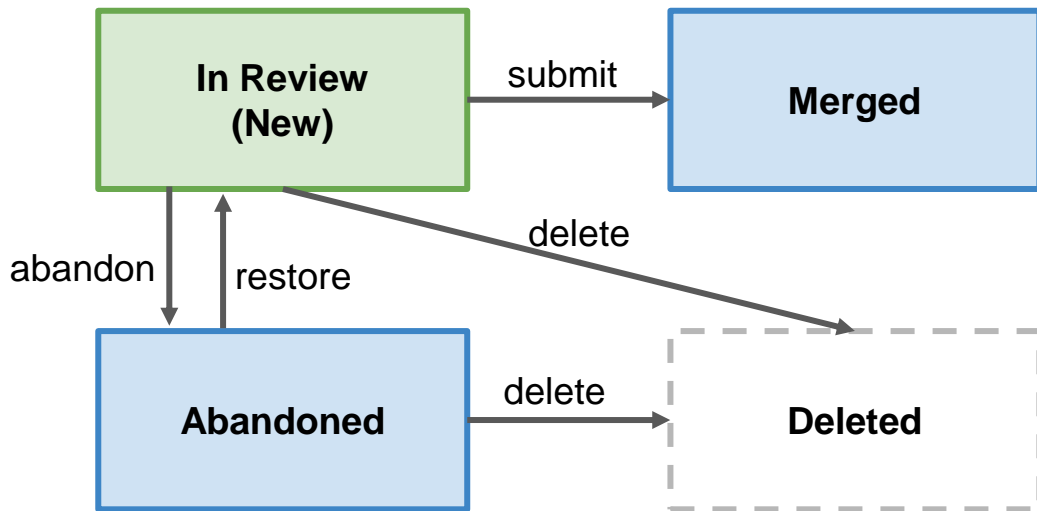 In Review
(New)
submit
Merged
delete
abandon
restore
Abandoned
delete
Deleted